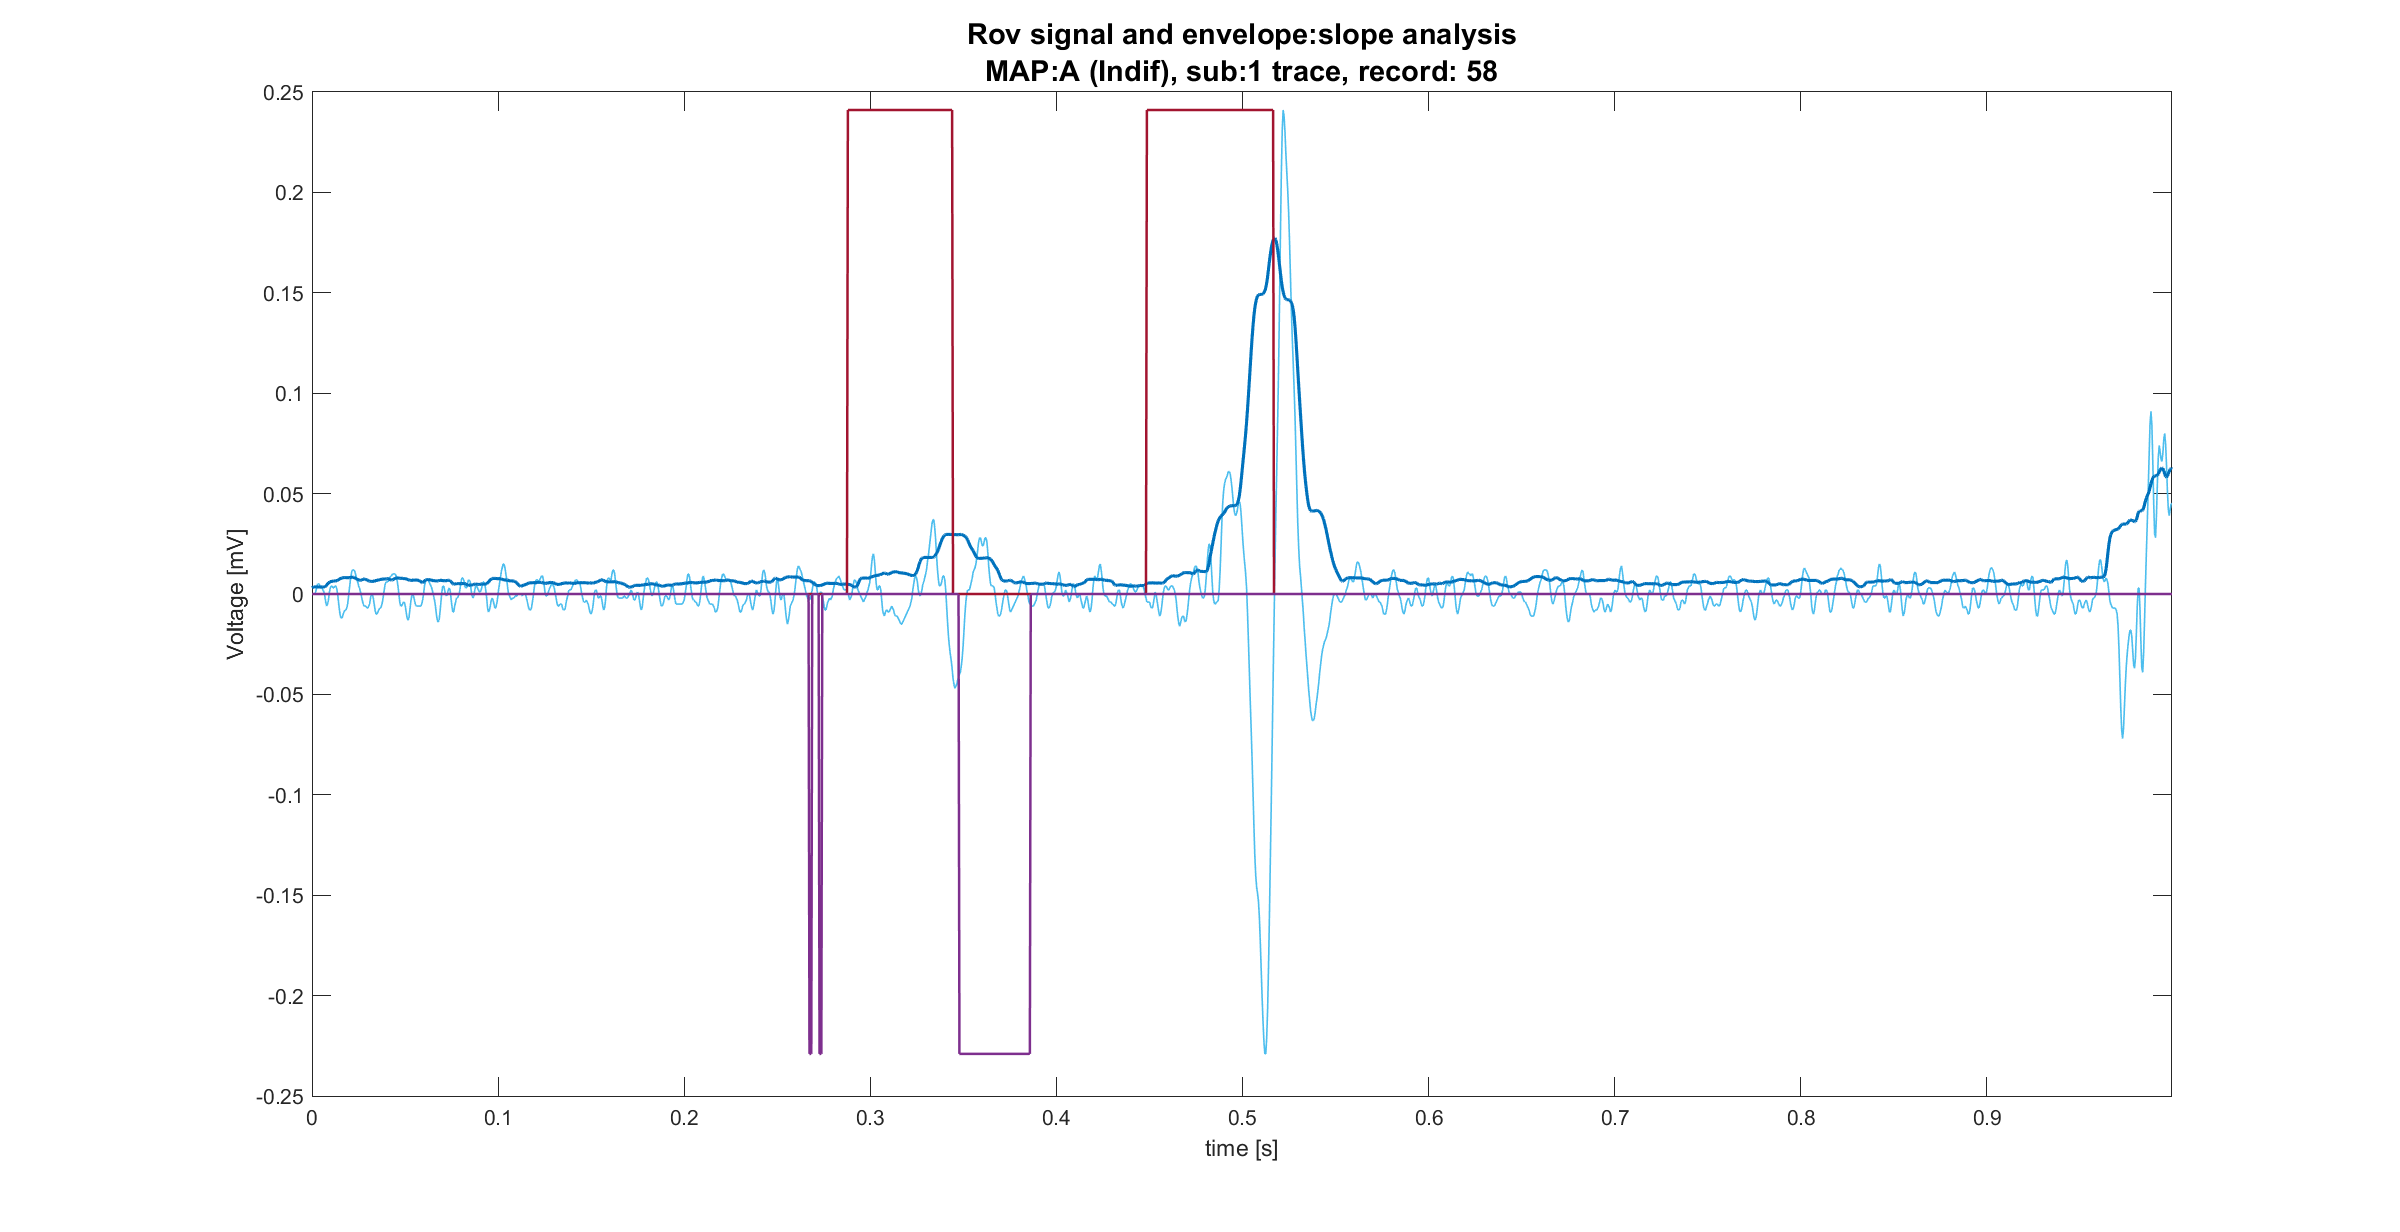 Rov signal and envelope:slope analysis
MAP:A (Indif), sub:1 trace, record: 58
0.25
0.2
0.15
0.1
0.05
0
-0.05
-0.1
-0.15
-0.2
-0.25
Voltage [mV]
0 0.1 0.2 0.3 0.4 0.5 0.6 0.7 0.8 0.9
time [s]